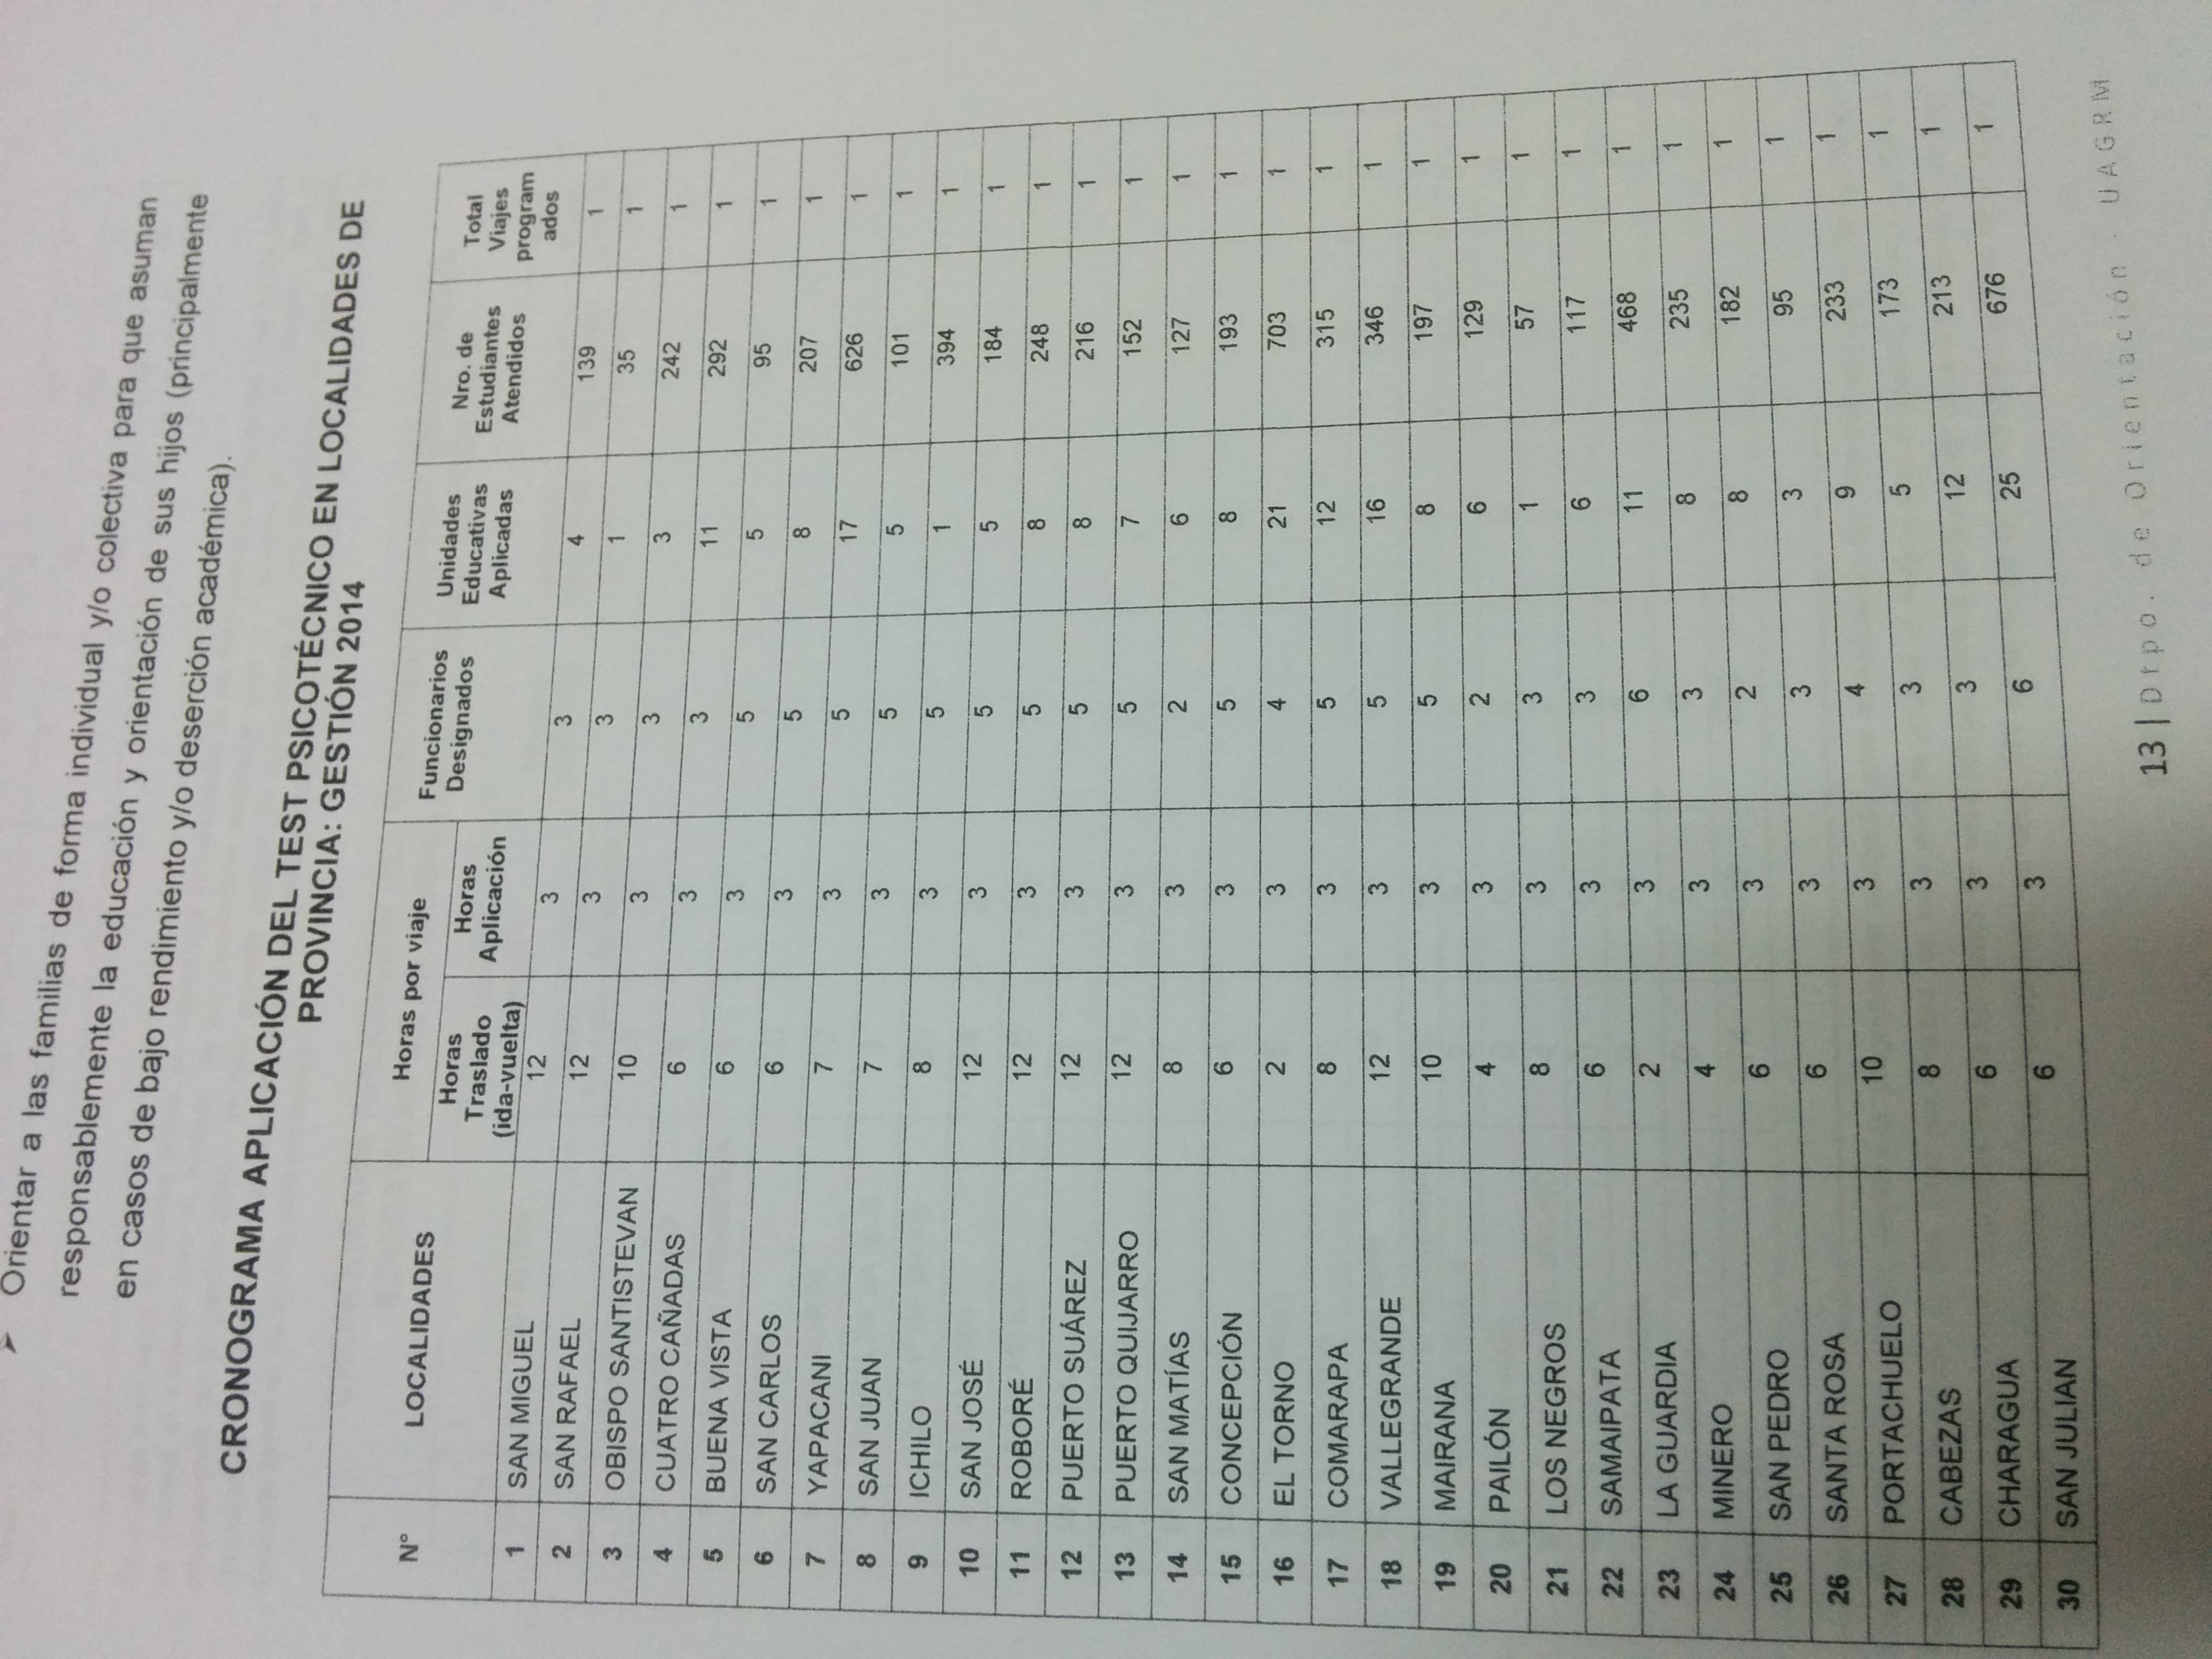 ➤ Orientar a las familias de forma individual y/o colectiva para que asuman
responsablemente la educación y orientación de sus hijos (principalmente
en casos de bajo rendimiento y/o deserción académica).
CRONOGRAMA APLICACIÓN DEL TEST PSICOTÉCNICO EN LOCALIDADES DE
PROVINCIA: GESTIÓN 2014
N° LOCALIDADES Horas por viaje Funcionarios Designados Unidades Educativas Aplicadas Nro. de Estudiantes Atendidos Total Viajes program ados
Horas Traslado (ida-vuelta) Horas Aplicación
1 SAN MIGUEL 12 3 3 4 139 1
2 SAN RAFAEL 12 3 3 1 35 1
3 OBISPO SANTISTEVAN 10 3 3 3 242 1
4 CUATRO CAÑADAS 6 3 3 11 292 1
5 BUENA VISTA 6 3 5 5 95 1
6 SAN CARLOS 6 3 5 8 207 1
7 YAPACANI 7 3 5 17 626 1
8 SAN JUAN 7 3 5 5 101 1
9 ICHILO 8 3 5 1 394 1
10 SAN JOSÉ 12 3 5 5 184 1
11 ROBORÉ 12 3 5 8 248 1
12 PUERTO SUÁREZ 12 3 5 8 216 1
13 PUERTO QUIJARRO 12 3 5 7 152 1
14 SAN MATÍAS 8 3 2 6 127 1
15 CONCEPCIÓN 6 3 5 8 193 1
16 EL TORNO 2 3 4 21 703 1
17 COMARAPA 8 3 5 12 315 1
18 VALLEGRANDE 12 3 5 16 346 1
19 MAIRANA 10 3 5 8 197 1
20 PAILÓN 4 3 2 6 129 1
21 LOS NEGROS 8 3 3 1 57 1
22 SAMAIPATA 6 3 3 6 117 1
23 LA GUARDIA 2 3 6 11 468 1
24 MINERO 4 3 3 8 235 1
25 SAN PEDRO 6 3 2 8 182 1
26 SANTA ROSA 6 3 3 3 95 1
27 PORTACHUELO 10 3 4 9 233 1
28 CABEZAS 8 3 3 5 173 1
29 CHARAGUA 6 3 3 12 213 1
30 SAN JULIAN 6 3 6 25 676 1
13 | Dtpo. de Orientación - UAGRM